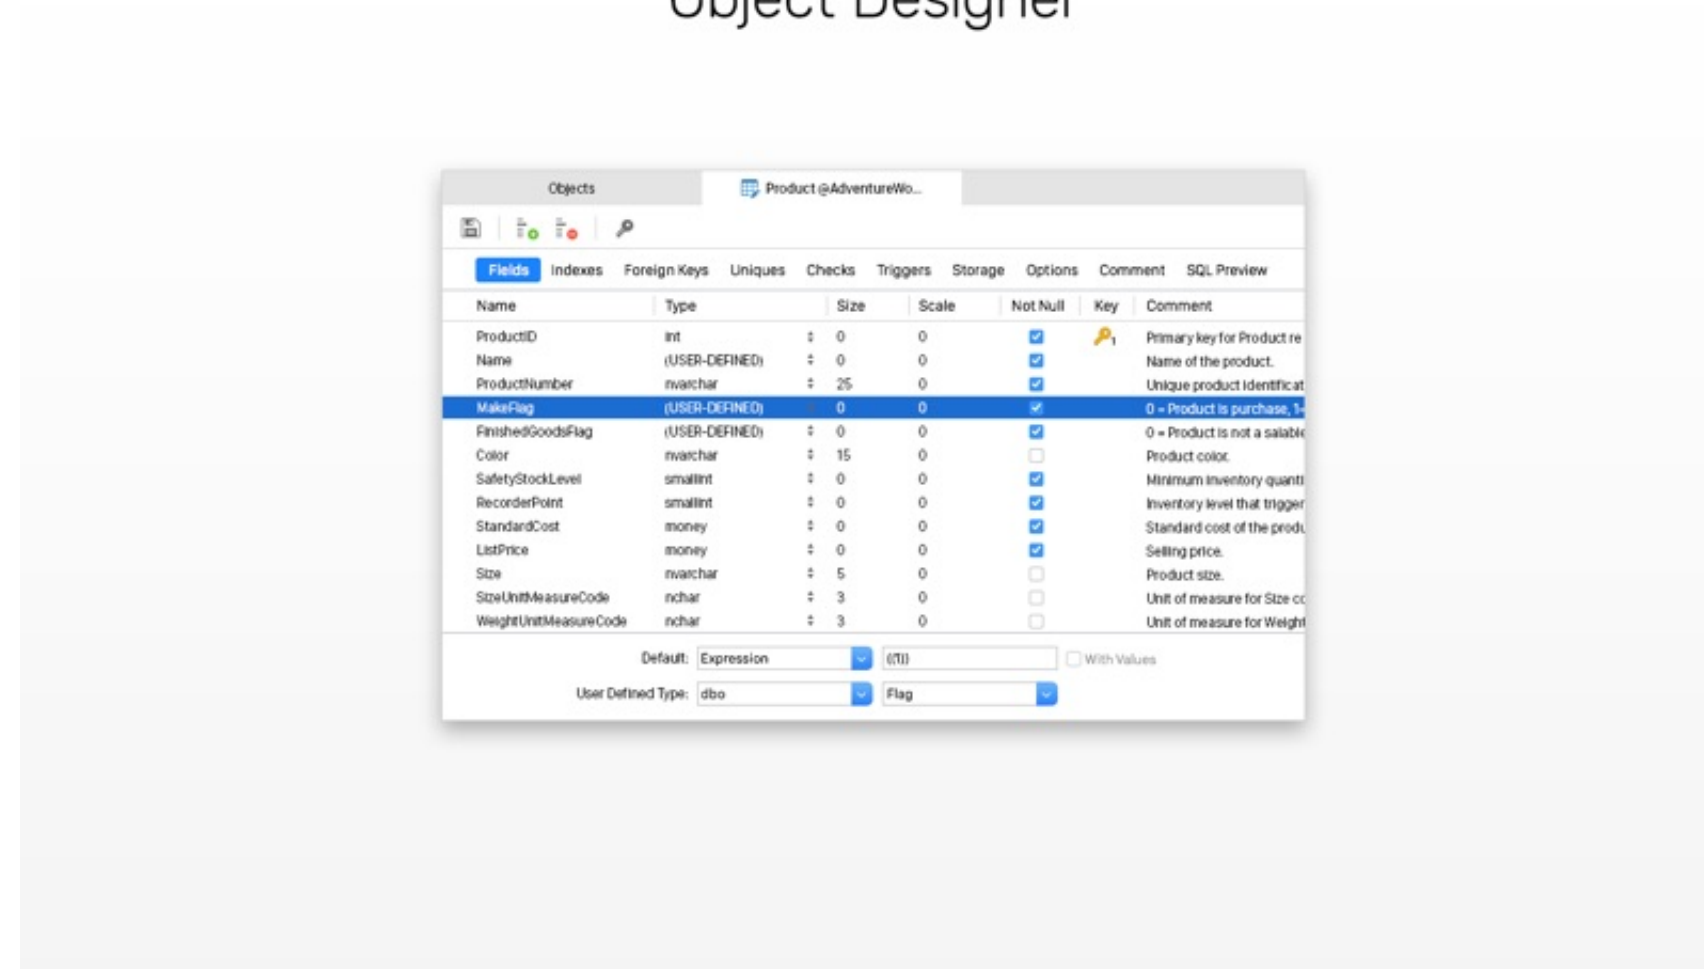 Object Designer
Objects Product @AdventureWo...
Fields Indexes Foreign Keys Uniques Checks Triggers Storage Options Comment SQL Preview
Name Type Size Scale Not Null Key Comment
ProductID int 0 0 1 Primary key for Product re
Name (USER-DEFINED) 0 0 Name of the product.
ProductNumber nvarchar 25 0 Unique product identificat
MakeFlag (USER-DEFINED) 0 0 0 = Product is purchase, 1=
FinishedGoodsFlag (USER-DEFINED) 0 0 0 = Product is not a salable
Color nvarchar 15 0 Product color.
SafetyStockLevel smallint 0 0 Minimum inventory quanti
RecorderPoint smallint 0 0 Inventory level that trigger
StandardCost money 0 0 Standard cost of the produ
ListPrice money 0 0 Selling price.
Size nvarchar 5 0 Product size.
SizeUnitMeasureCode nchar 3 0 Unit of measure for Size co
WeightUnitMeasureCode nchar 3 0 Unit of measure for Weight
Default: Expression ((1)) With Values
User Defined Type: dbo Flag